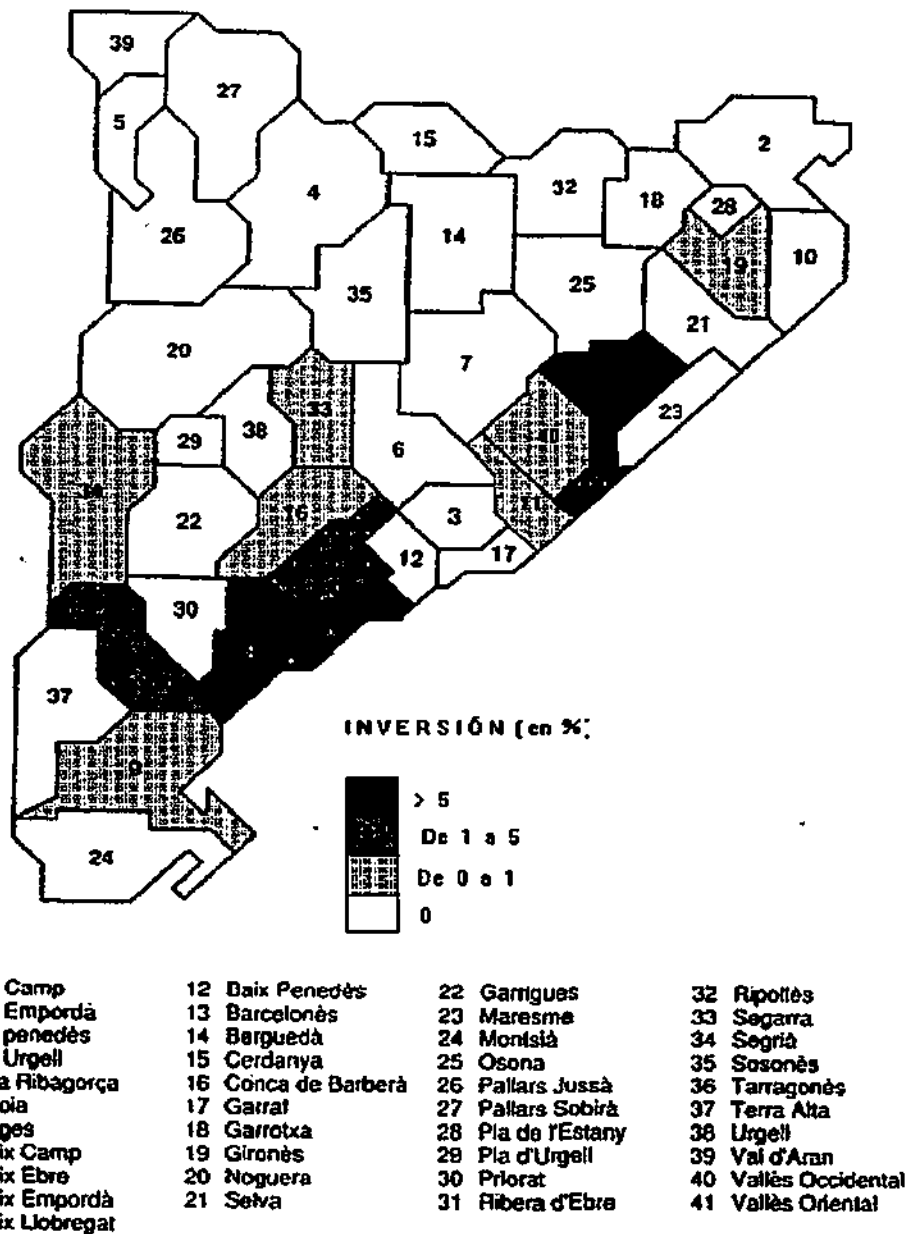 39
27
5
15
2
32
4
18
28
26
14
10
19
25
35
21
20
7
33
23
38
29
40
6
34
16
11
22
3
12
17
30
37
9
24
INVERSIÓN (en %)
> 5
De 1 a 5
De 0 a 1
0
Camp
Empordà
penedès
Urgell
a Ribagorça
oia
ges
ix Camp
ix Ebre
ix Empordà
ix Llobregat
12 Baix Penedès
13 Barcelonès
14 Berguedà
15 Cerdanya
16 Conca de Barberà
17 Garraf
18 Garrotxa
19 Gironès
20 Noguera
21 Selva
22 Garrigues
23 Maresme
24 Montsià
25 Osona
26 Pallars Jussà
27 Pallars Sobirà
28 Pla de l'Estany
29 Pla d'Urgell
30 Priorat
31 Ribera d'Ebre
32 Ripollès
33 Segarra
34 Segrià
35 Sosonès
36 Tarragonès
37 Terra Alta
38 Urgell
39 Val d'Aran
40 Vallès Occidental
41 Vallès Oriental